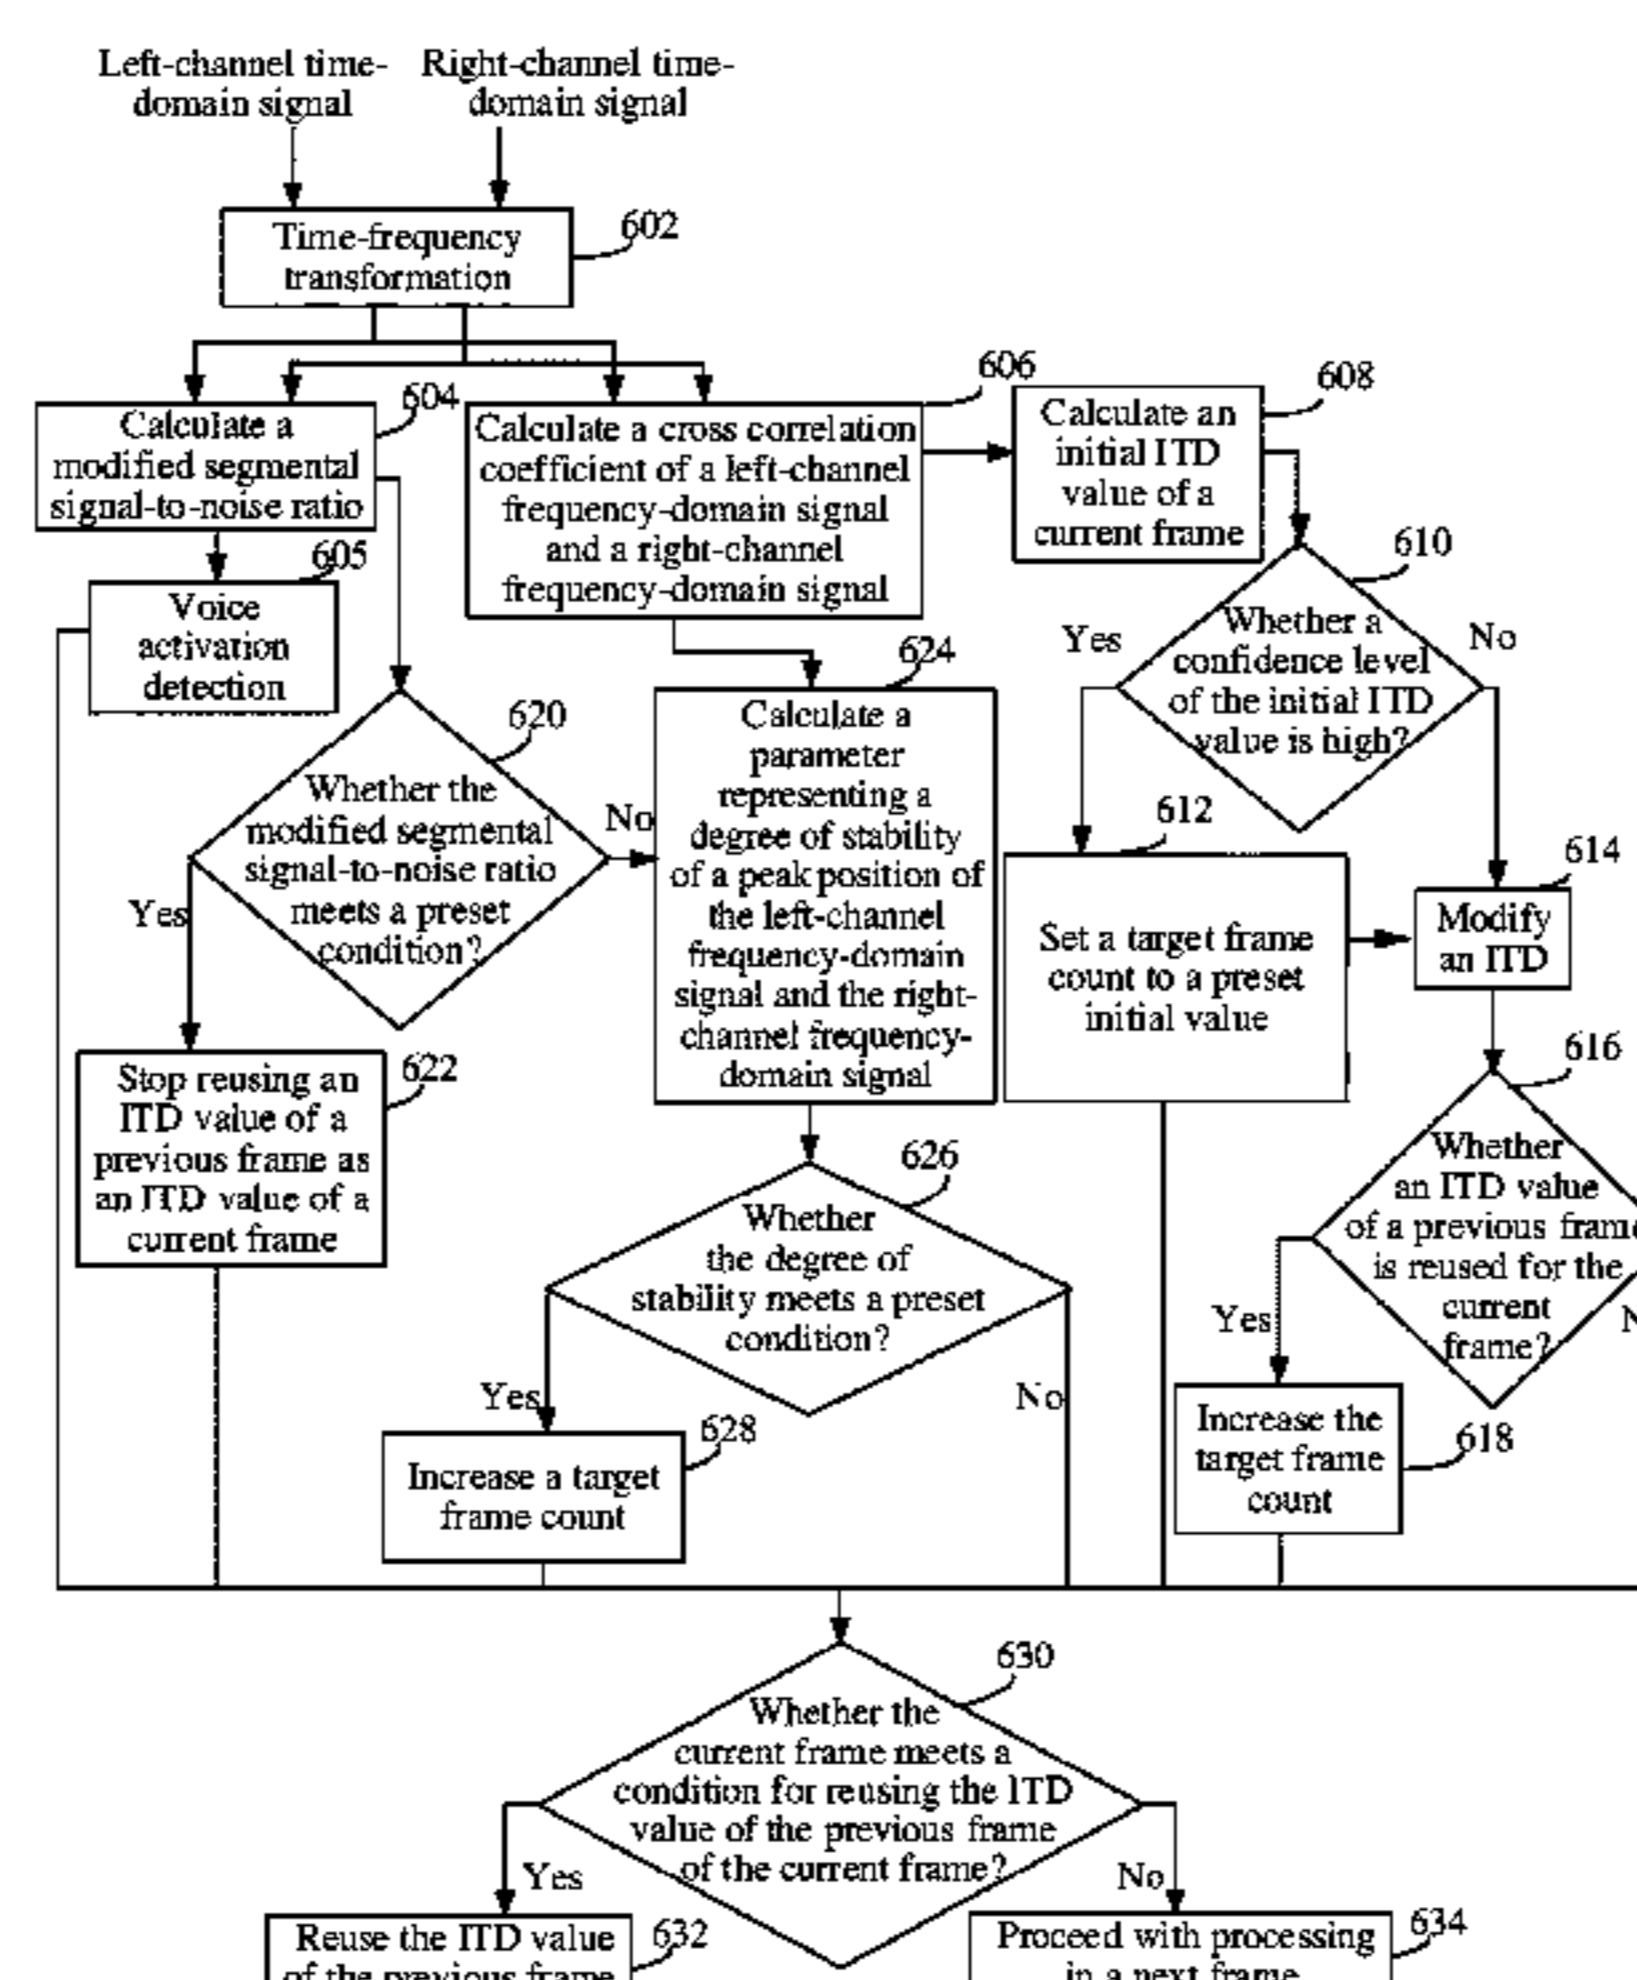 Left-channel time-
domain signal
Right-channel time-
domain signal
Time-frequency
transformation
602
604
Calculate a
modified segmental
signal-to-noise ratio
606
Calculate a cross correlation
coefficient of a left-channel
frequency-domain signal
and a right-channel
frequency-domain signal
608
Calculate an
initial ITD
value of a
current frame
605
Voice
activation
detection
610
Whether a
confidence level
of the initial ITD
value is high?
Yes
No
620
Whether the
modified segmental
signal-to-noise ratio
meets a preset
condition?
Yes
No
624
Calculate a
parameter
representing a
degree of stability
of a peak position of
the left-channel
frequency-domain
signal and the right-
channel frequency-
domain signal
612
Set a target frame
count to a preset
initial value
614
Modify
an ITD
616
Whether
an ITD value
of a previous frame
is reused for the
current
frame?
Yes
622
Stop reusing an
ITD value of a
previous frame as
an ITD value of a
current frame
626
Whether
the degree of
stability meets a preset
condition?
Yes
No
628
Increase a target
frame count
618
Increase the
target frame
count
630
Whether the
current frame meets a
condition for reusing the ITD
value of the previous frame
of the current frame?
Yes
No
632
Reuse the ITD value
of the previous frame
634
Proceed with processing
in a next frame